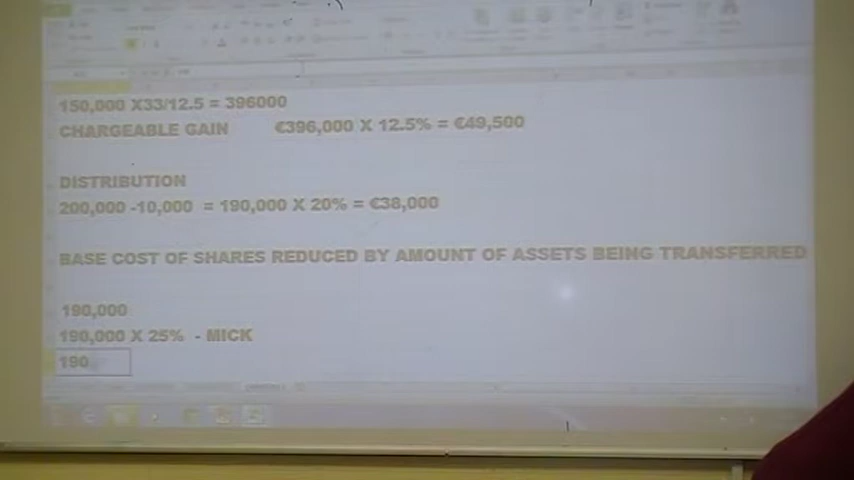 150,000 X33/12.5 = 396000
CHARGEABLE GAIN €396,000 X 12.5% = €49,500
DISTRIBUTION
200,000 -10,000 = 190,000 X 20% = €38,000
BASE COST OF SHARES REDUCED BY AMOUNT OF ASSETS BEING TRANSFERRED
190,000
190,000 X 25% - MICK
190